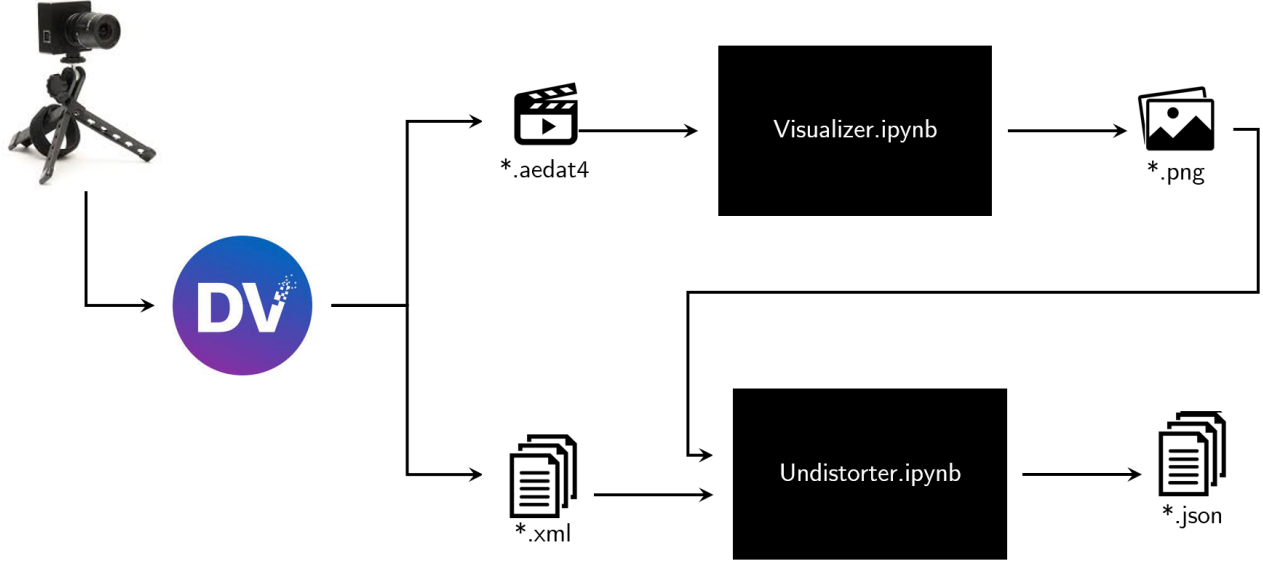 Visualizer.ipynb
*.aedat4
*.png
DV
Undistorter.ipynb
*.xml
*.json